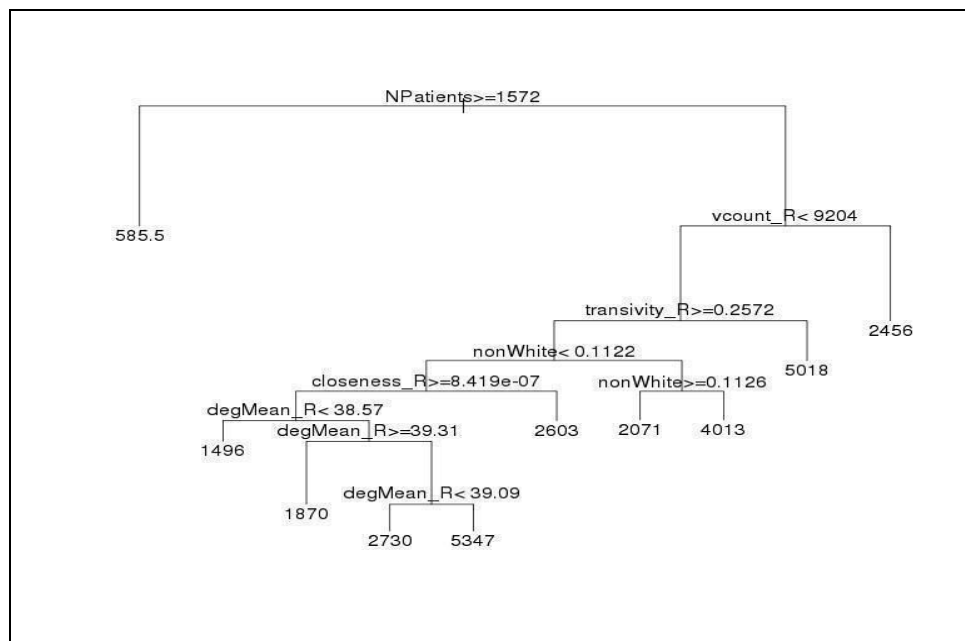 NPatients>=1572
vcount_R< 9204
585.5
transivity_R>=0.2572
2456
nonWhite< 0.1122
5018
closeness_R>=8.419e-07
nonWhite>=0.1126
degMean_R< 38.57
degMean_R>=39.31
2603
2071
4013
1496
degMean_R< 39.09
1870
2730
5347